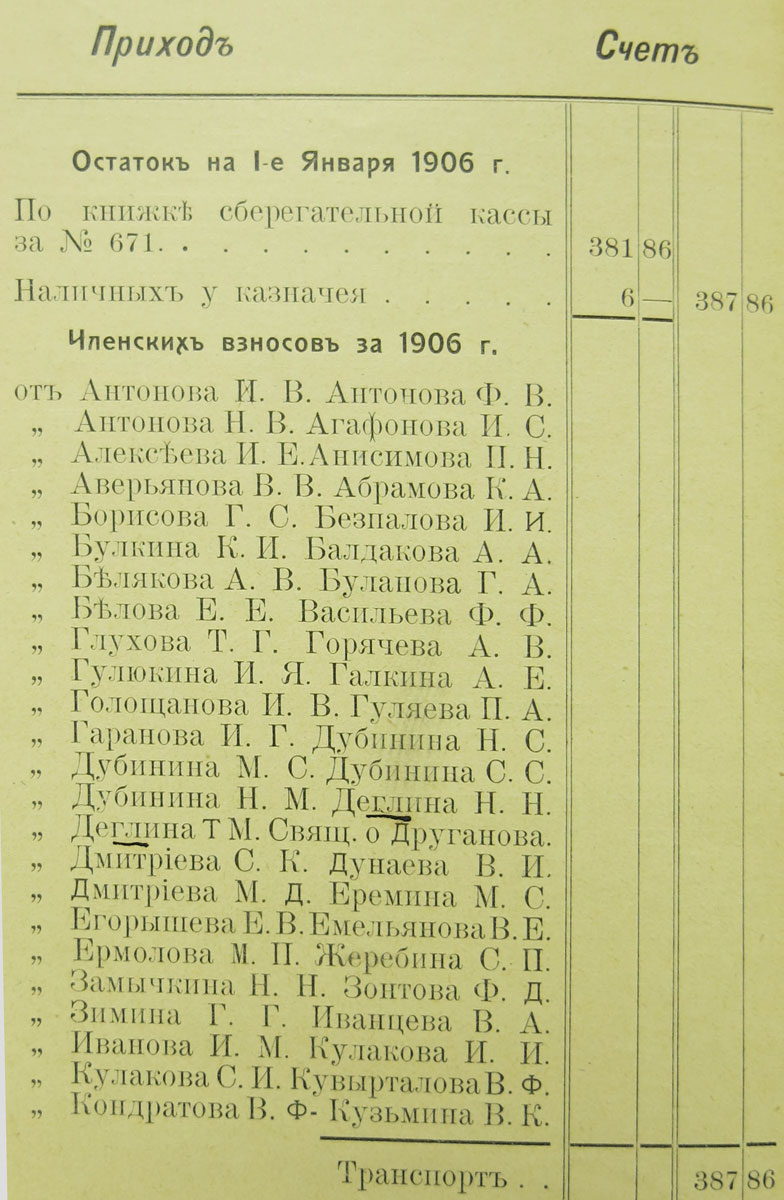 Приходъ Счетъ
Остатокъ на 1-е Января 1906 г.
По книжкѣ сберегательной кассы
за № 671. . . . . . . . . . . 381 86
Наличныхъ у казначея . . . . . 6 — 387 86
Членскихъ взносовъ за 1906 г.
отъ Антонова И. В. Антонова Ф. В.
„ Антонова Н. В. Агафонова И. С.
„ Алексѣева И. Е. Анисимова П. Н.
„ Аверьянова В. В. Абрамова К. А.
„ Борисова Г. С. Безпалова И. И.
„ Булкина К. И. Балдакова А. А.
„ Бѣлякова А. В. Буланова Г. А.
„ Бѣлова Е. Е. Васильева Ф. Ф.
„ Глухова Т. Г. Горячева А. В.
„ Гулюкина И. Я. Галкина А. Е.
„ Голощанова И. В. Гуляева П. А.
„ Гаранова И. Г. Дубинина Н. С.
„ Дубинина М. С. Дубинина С. С.
„ Дубинина Н. М. Деглина Н. Н.
„ Деглина Т М. Свящ. о Друганова.
„ Дмитріева С. К. Дунаева В. И.
„ Дмитріева М. Д. Еремина М. С.
„ Егорышева Е. В. Емельянова В. Е.
„ Ермолова М. П. Жеребина С. П.
„ Замычкина Н. Н. Зонтова Ф. Д.
„ Зимина Г. Г. Иванцева В. А.
„ Иванова И. М. Кулакова И. И.
„ Кулакова С. И. Кувырталова В. Ф.
„ Кондратова В. Ф- Кузьмина В. К.
Транспортъ . . 387 86